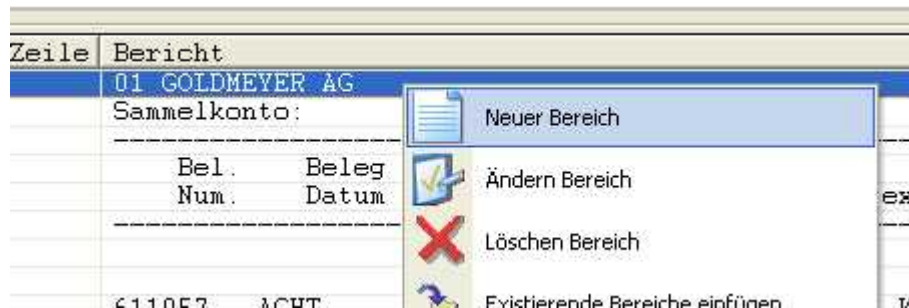 Zeile Bericht
01 GOLDMEYER AG
Sammelkonto:
Neuer Bereich
Bel. Beleg
Num. Datum
Ändern Bereich
Löschen Bereich
611057 ACHT
Existierende Bereiche einfügen